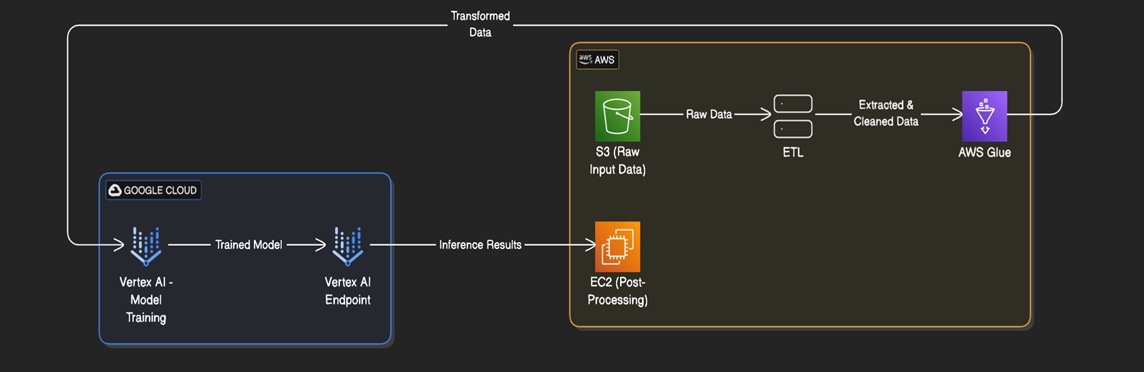 Transformed
Data
aws AWS
Raw Data
Extracted &
Cleaned Data
S3 (Raw
Input Data)
ETL
AWS Glue
GOOGLE CLOUD
Trained Model
Inference Results
Vertex AI -
Model
Training
Vertex AI
Endpoint
EC2 (Post-
Processing)